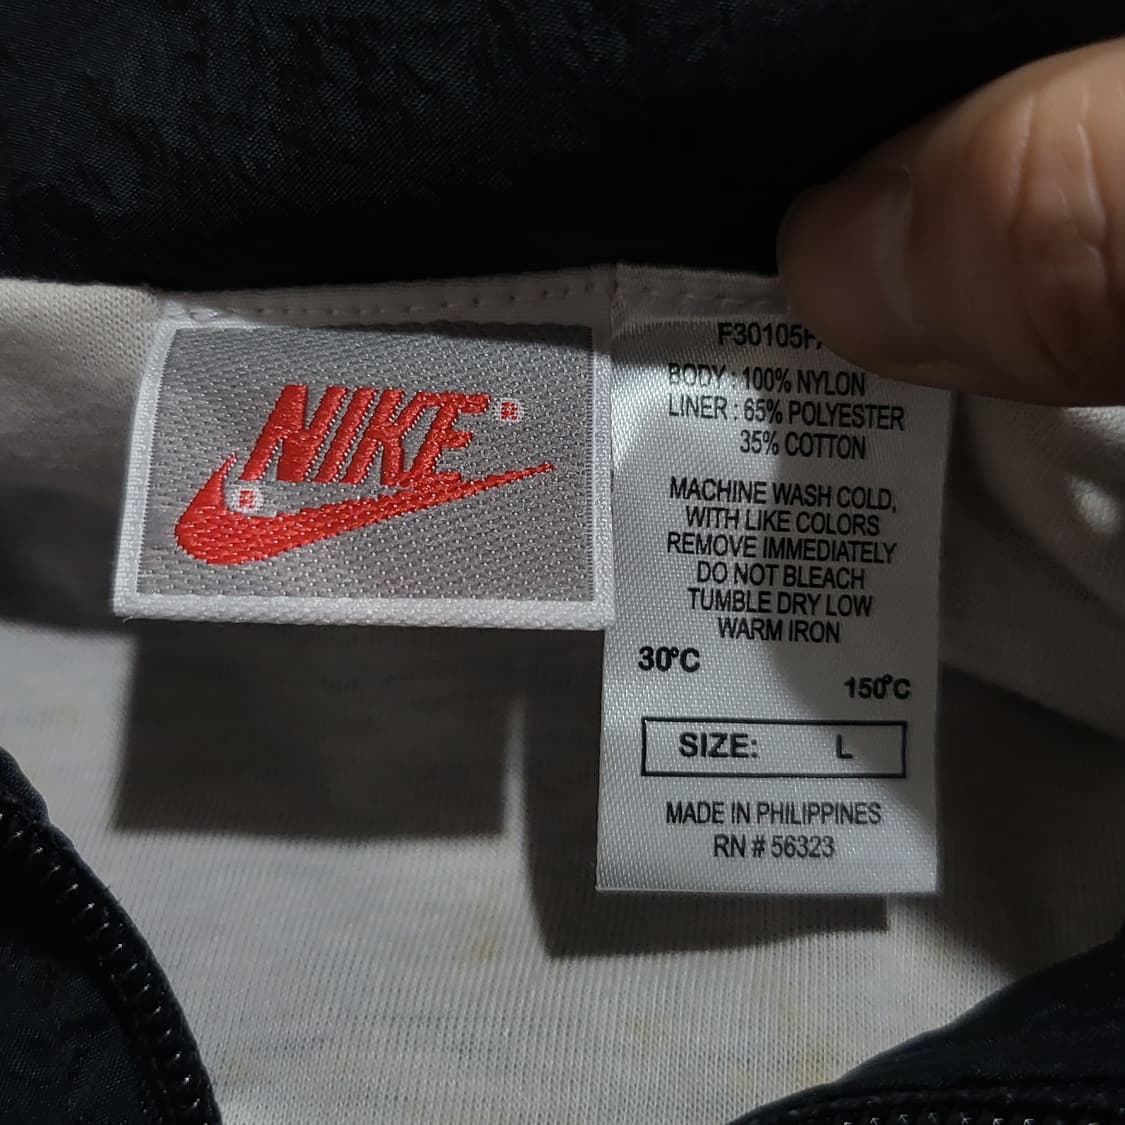 NIKE ®
®
BODY : 100% NYLON
LINER : 65% POLYESTER
35% COTTON
MACHINE WASH COLD,
WITH LIKE COLORS
REMOVE IMMEDIATELY
DO NOT BLEACH
TUMBLE DRY LOW
WARM IRON
30°C
150°C
SIZE: L
MADE IN PHILIPPINES
RN # 56323